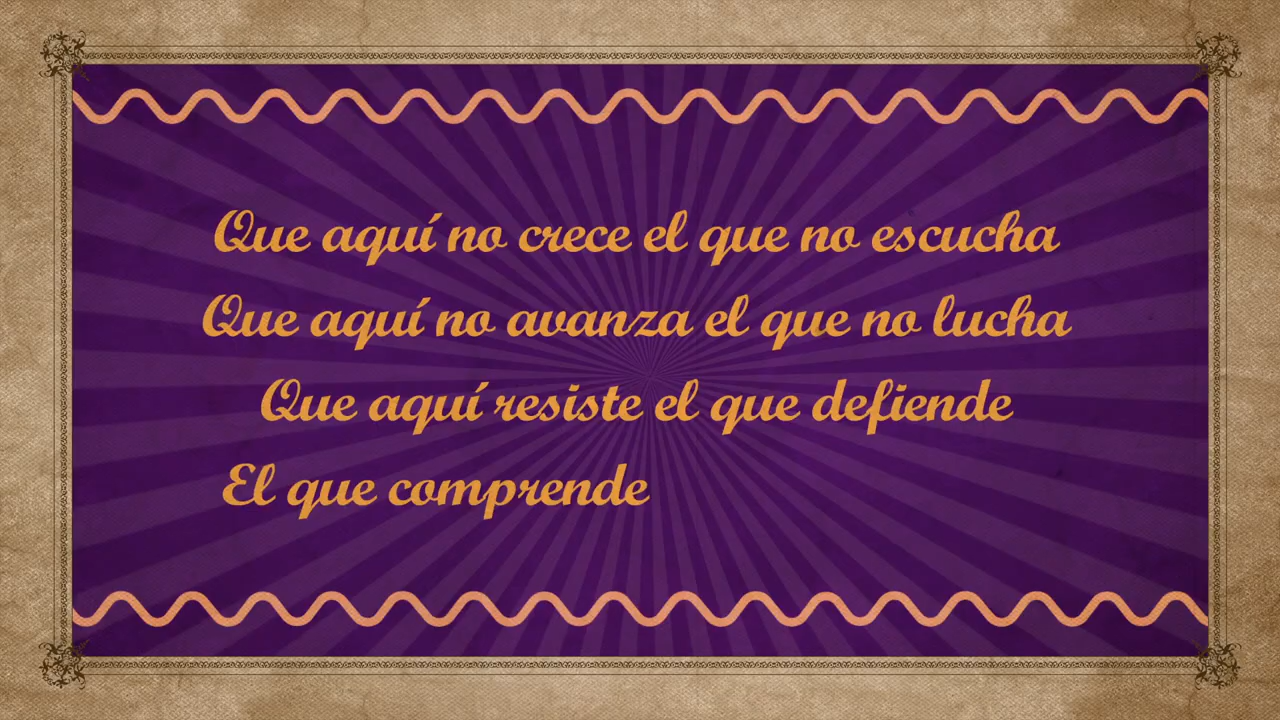 Que aquí no crece el que no escucha
Que aquí no avanza el que no lucha
Que aquí resiste el que defiende
El que comprende